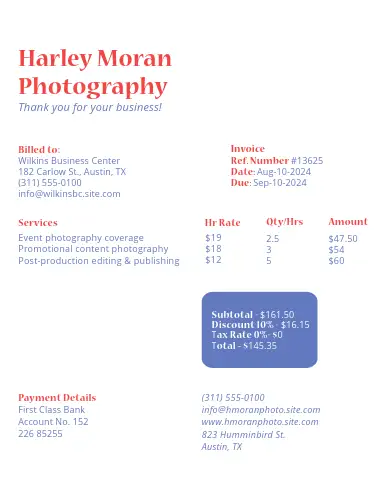 Harley Moran
Photography
Thank you for your business!
Billed to:
Wilkins Business Center
182 Carlow St., Austin, TX
(311) 555-0100
info@wilkinsbc.site.com
Invoice
Ref. Number #13625
Date: Aug-10-2024
Due: Sep-10-2024
Services Hr Rate Qty/Hrs Amount
Event photography coverage $19 2.5 $47.50
Promotional content photography $18 3 $54
Post-production editing & publishing $12 5 $60
Subtotal - $161.50
Discount 10% - $16.15
Tax Rate 0% - $0
Total - $145.35
Payment Details
First Class Bank
Account No. 152
226 85255
(311) 555-0100
info@hmoranphoto.site.com
www.hmoranphoto.site.com
823 Humminbird St.
Austin, TX